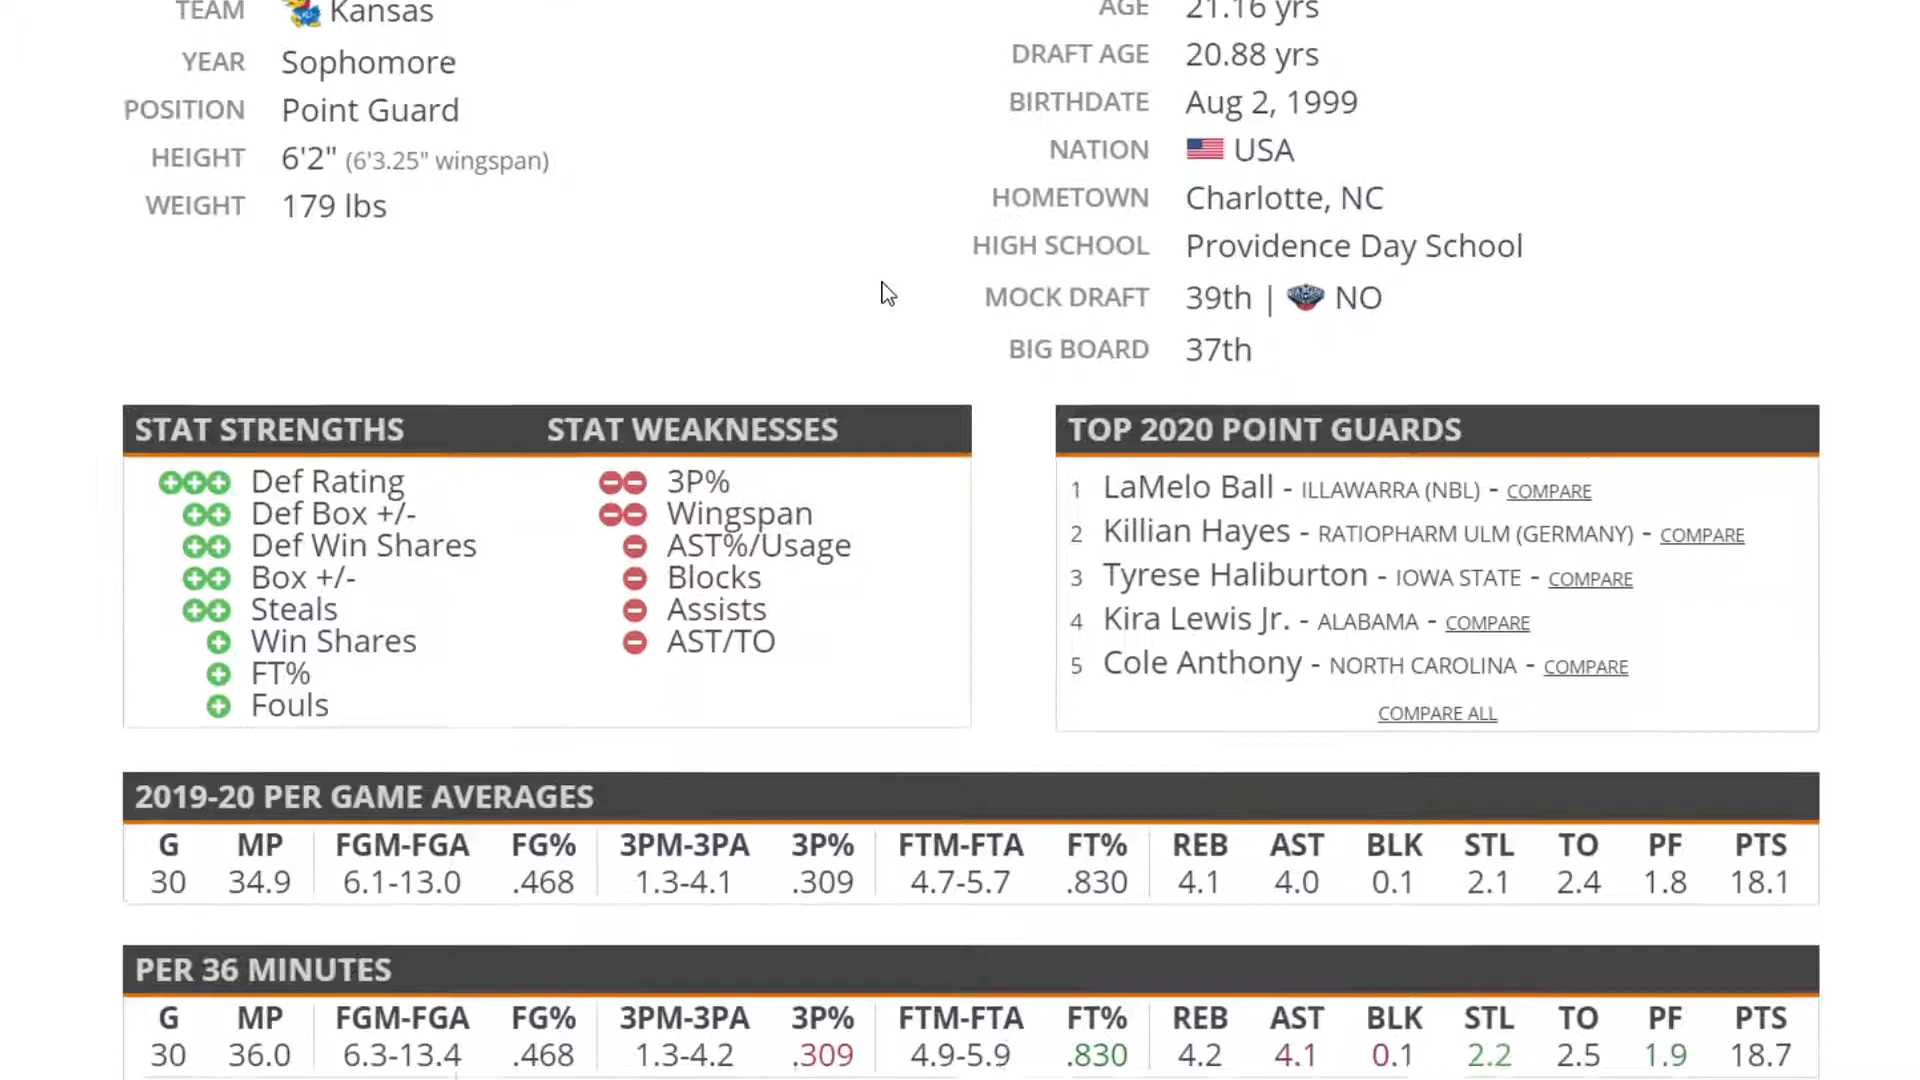 TEAM Kansas
YEAR Sophomore
POSITION Point Guard
HEIGHT 6'2" (6'3.25" wingspan)
WEIGHT 179 lbs
AGE 21.16 yrs
DRAFT AGE 20.88 yrs
BIRTHDATE Aug 2, 1999
NATION USA
HOMETOWN Charlotte, NC
HIGH SCHOOL Providence Day School
MOCK DRAFT 39th | NO
BIG BOARD 37th
STAT STRENGTHS STAT WEAKNESSES
Def Rating 3P%
Def Box +/- Wingspan
Def Win Shares AST%/Usage
Box +/- Blocks
Steals Assists
Win Shares AST/TO
FT%
Fouls
TOP 2020 POINT GUARDS
1 LaMelo Ball - ILLAWARRA (NBL) - COMPARE
2 Killian Hayes - RATIOPHARM ULM (GERMANY) - COMPARE
3 Tyrese Haliburton - IOWA STATE - COMPARE
4 Kira Lewis Jr. - ALABAMA - COMPARE
5 Cole Anthony - NORTH CAROLINA - COMPARE
COMPARE ALL
2019-20 PER GAME AVERAGES
G MP FGM-FGA FG% 3PM-3PA 3P% FTM-FTA FT% REB AST BLK STL TO PF PTS
30 34.9 6.1-13.0 .468 1.3-4.1 .309 4.7-5.7 .830 4.1 4.0 0.1 2.1 2.4 1.8 18.1
PER 36 MINUTES
G MP FGM-FGA FG% 3PM-3PA 3P% FTM-FTA FT% REB AST BLK STL TO PF PTS
30 36.0 6.3-13.4 .468 1.3-4.2 .309 4.9-5.9 .830 4.2 4.1 0.1 2.2 2.5 1.9 18.7